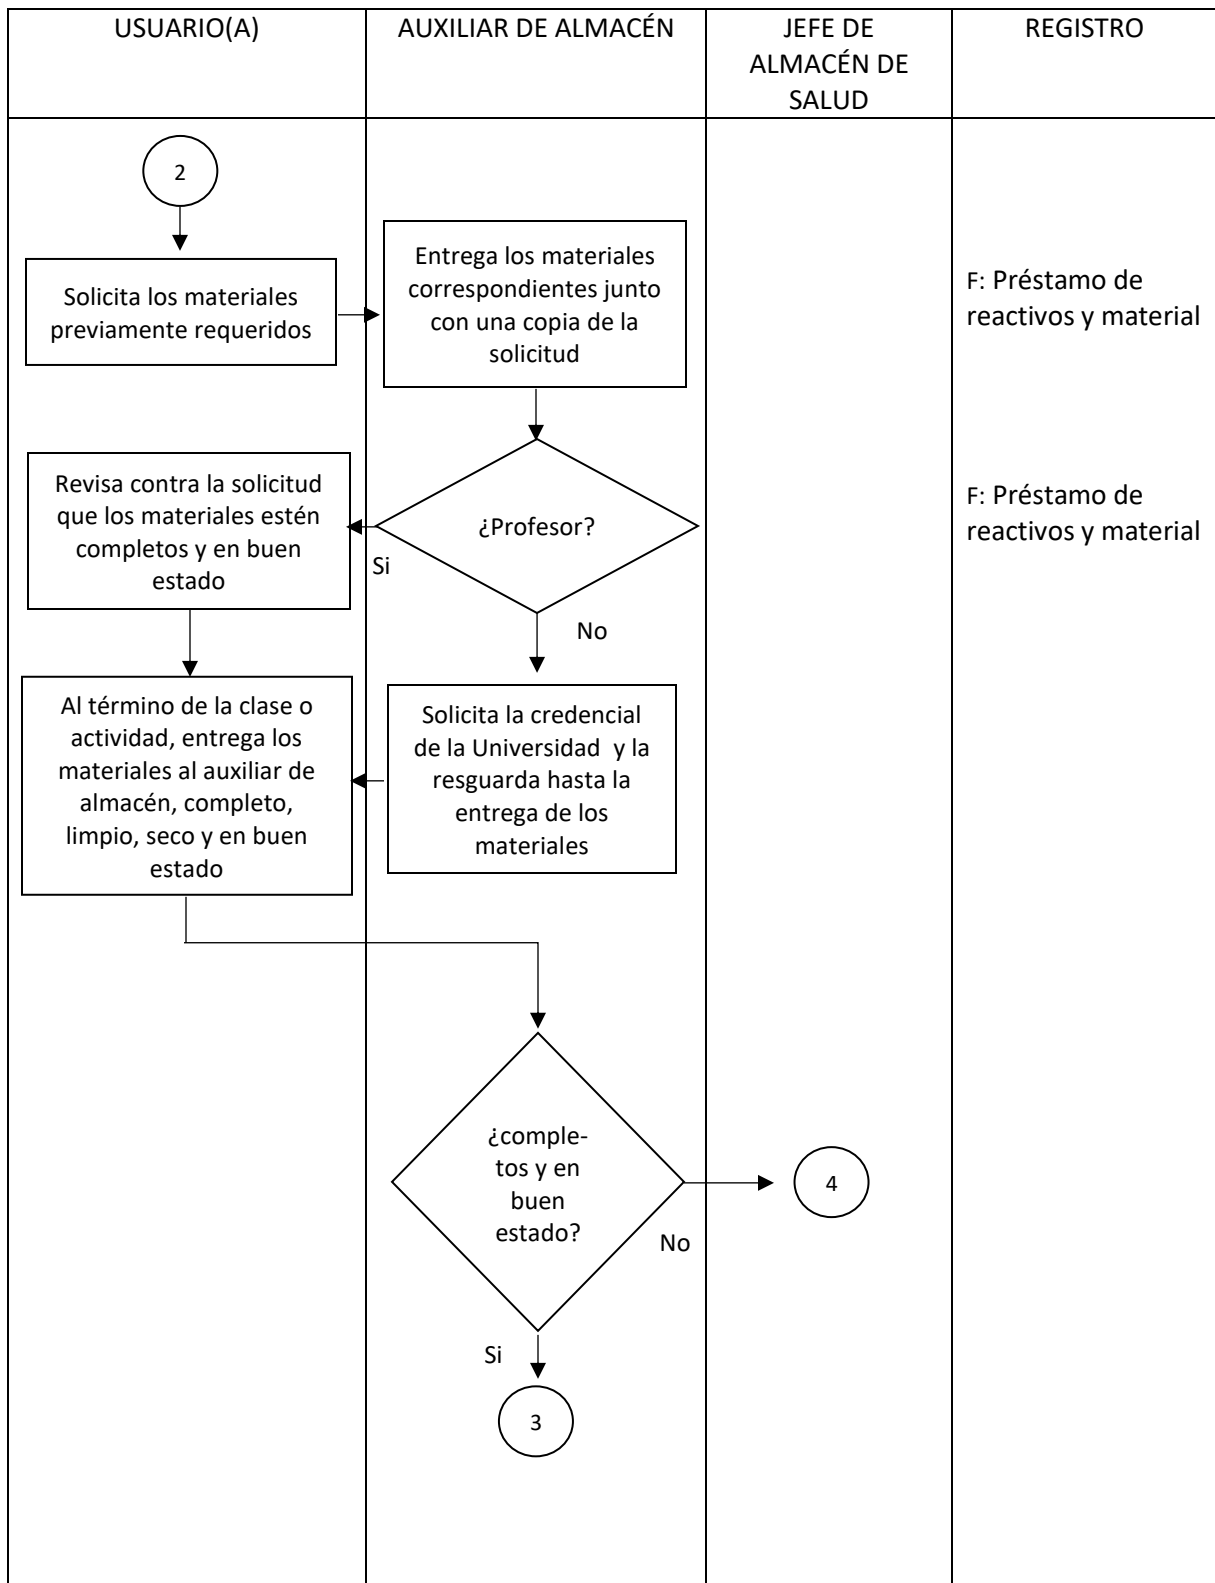 USUARIO(A)
AUXILIAR DE ALMACÉN
JEFE DE
ALMACÉN DE
SALUD
REGISTRO
2
Solicita los materiales
previamente requeridos
Entrega los materiales
correspondientes junto
con una copia de la
solicitud
F: Préstamo de
reactivos y material
Revisa contra la solicitud
que los materiales estén
completos y en buen
estado
¿Profesor?
F: Préstamo de
reactivos y material
Si
No
Al término de la clase o
actividad, entrega los
materiales al auxiliar de
almacén, completo,
limpio, seco y en buen
estado
Solicita la credencial
de la Universidad y la
resguarda hasta la
entrega de los
materiales
¿comple-
tos y en
buen
estado?
No
4
Si
3